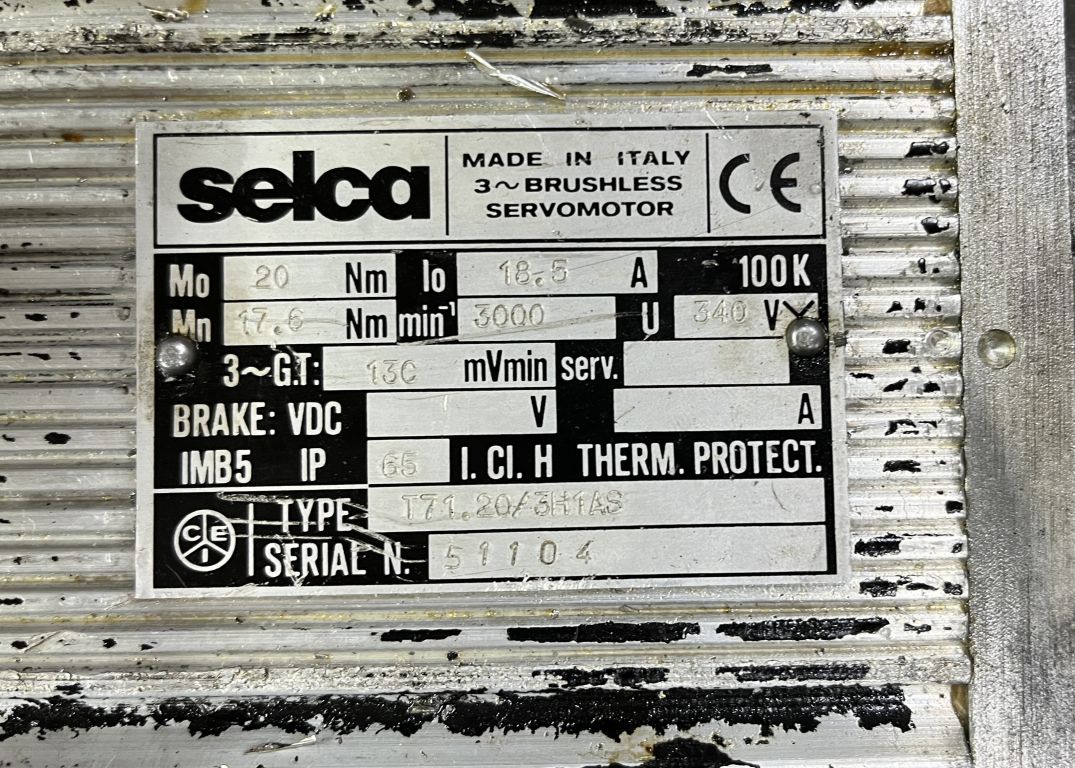 selca
MADE IN ITALY
3~BRUSHLESS
SERVOMOTOR
CE
Mo 20 Nm Io 18.5 A 100K
Mn 17.6 Nm min⁻¹ 3000 U 340 V
3~G.T: 130 mVmin serv.
BRAKE: VDC V A
IMB5 IP 65 I. Cl. H THERM. PROTECT.
CEI TYPE T71.20/3H1AS
SERIAL N. 51104